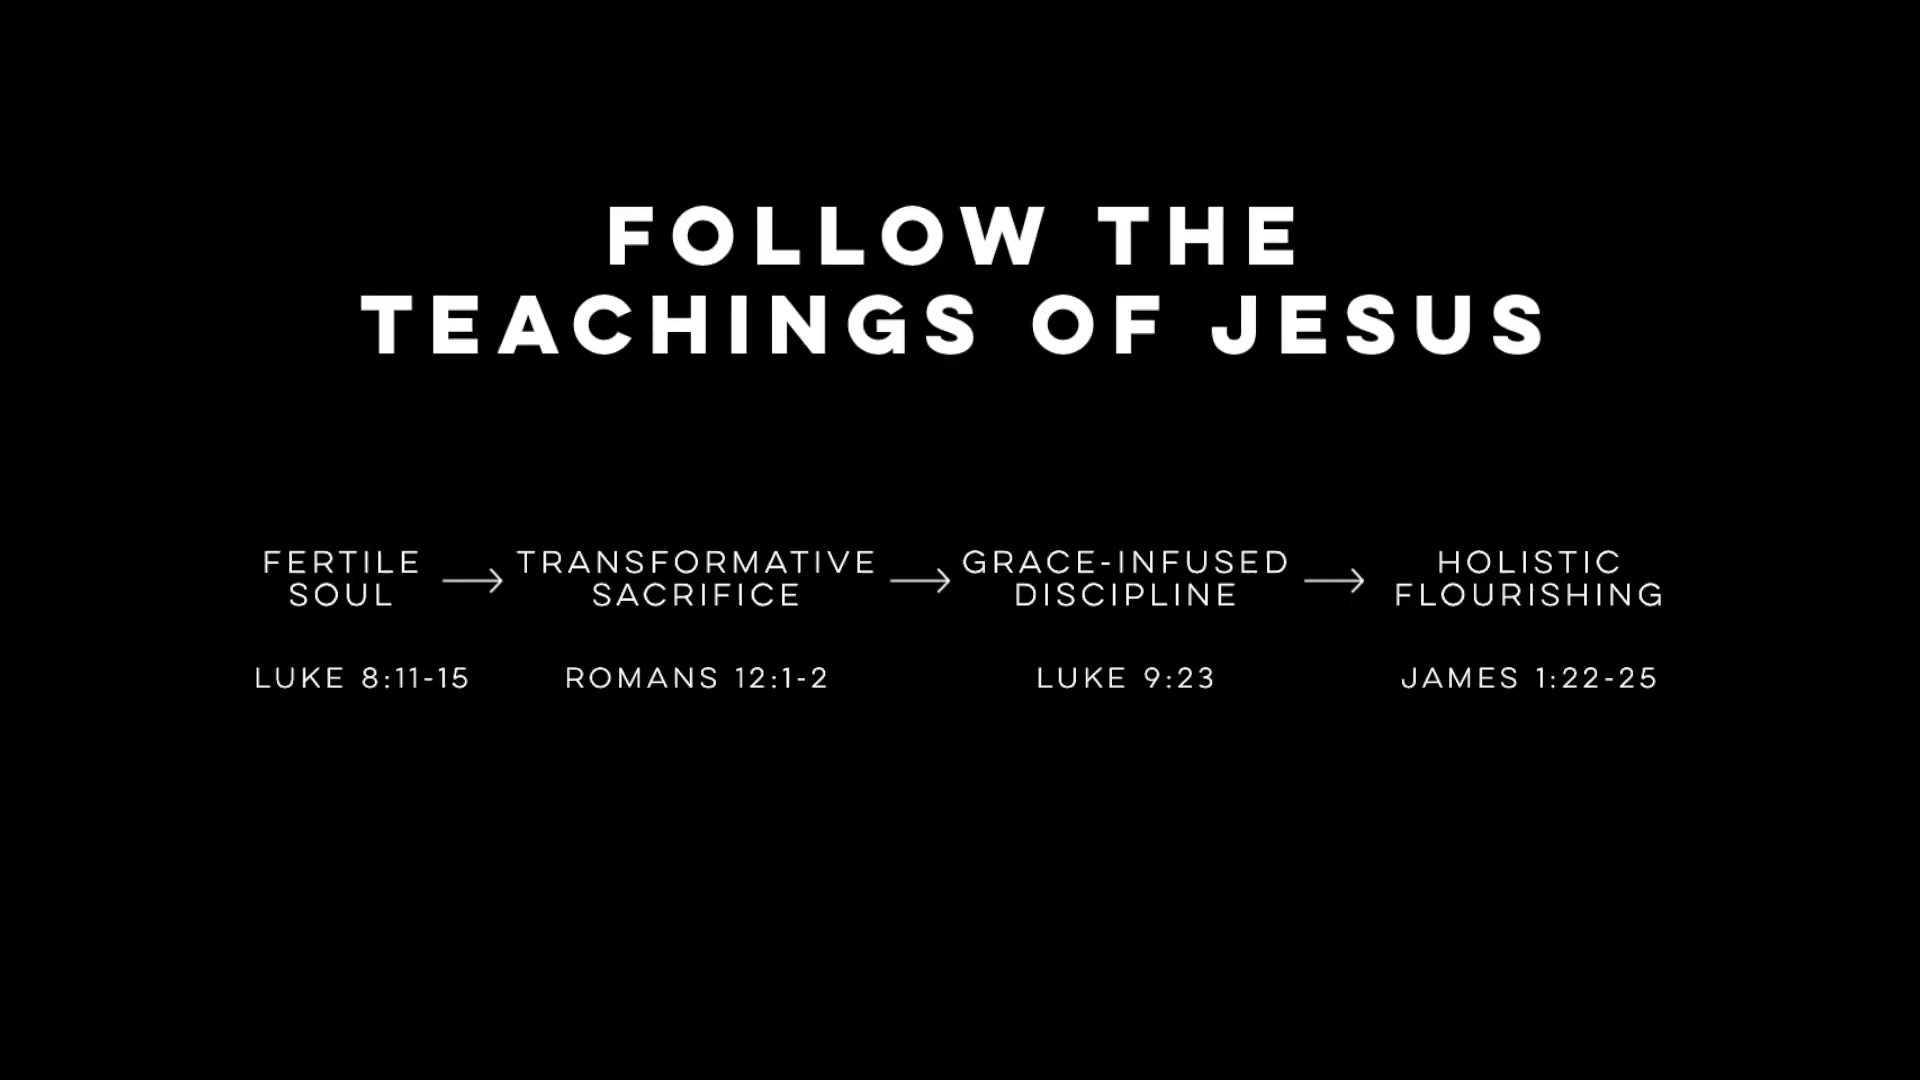 FOLLOW THE
TEACHINGS OF JESUS
FERTILE
SOUL
TRANSFORMATIVE
SACRIFICE
GRACE-INFUSED
DISCIPLINE
HOLISTIC
FLOURISHING
LUKE 8:11-15
ROMANS 12:1-2
LUKE 9:23
JAMES 1:22-25